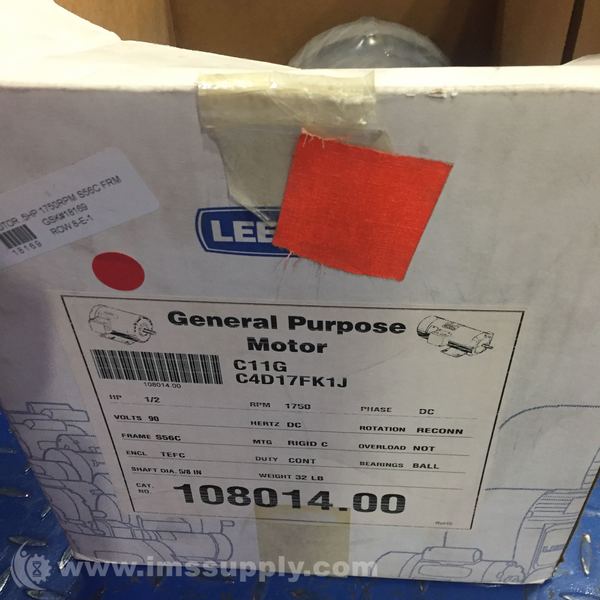 OTOR .5HP 1750RPM S56C FRM
GSK#18169
ROW 6-E-1
18169
LEE
General Purpose
Motor
C11G
C4D17FK1J
108014.00
HP 1/2 RPM 1750 PHASE DC
VOLTS 90 HERTZ DC ROTATION RECONN
FRAME S56C MTG RIGID C OVERLOAD NOT
ENCL TEFC DUTY CONT BEARINGS BALL
SHAFT DIA. 5/8 IN WEIGHT 32 LB
CAT. NO. 108014.00
RoHS
www.imssupply.com